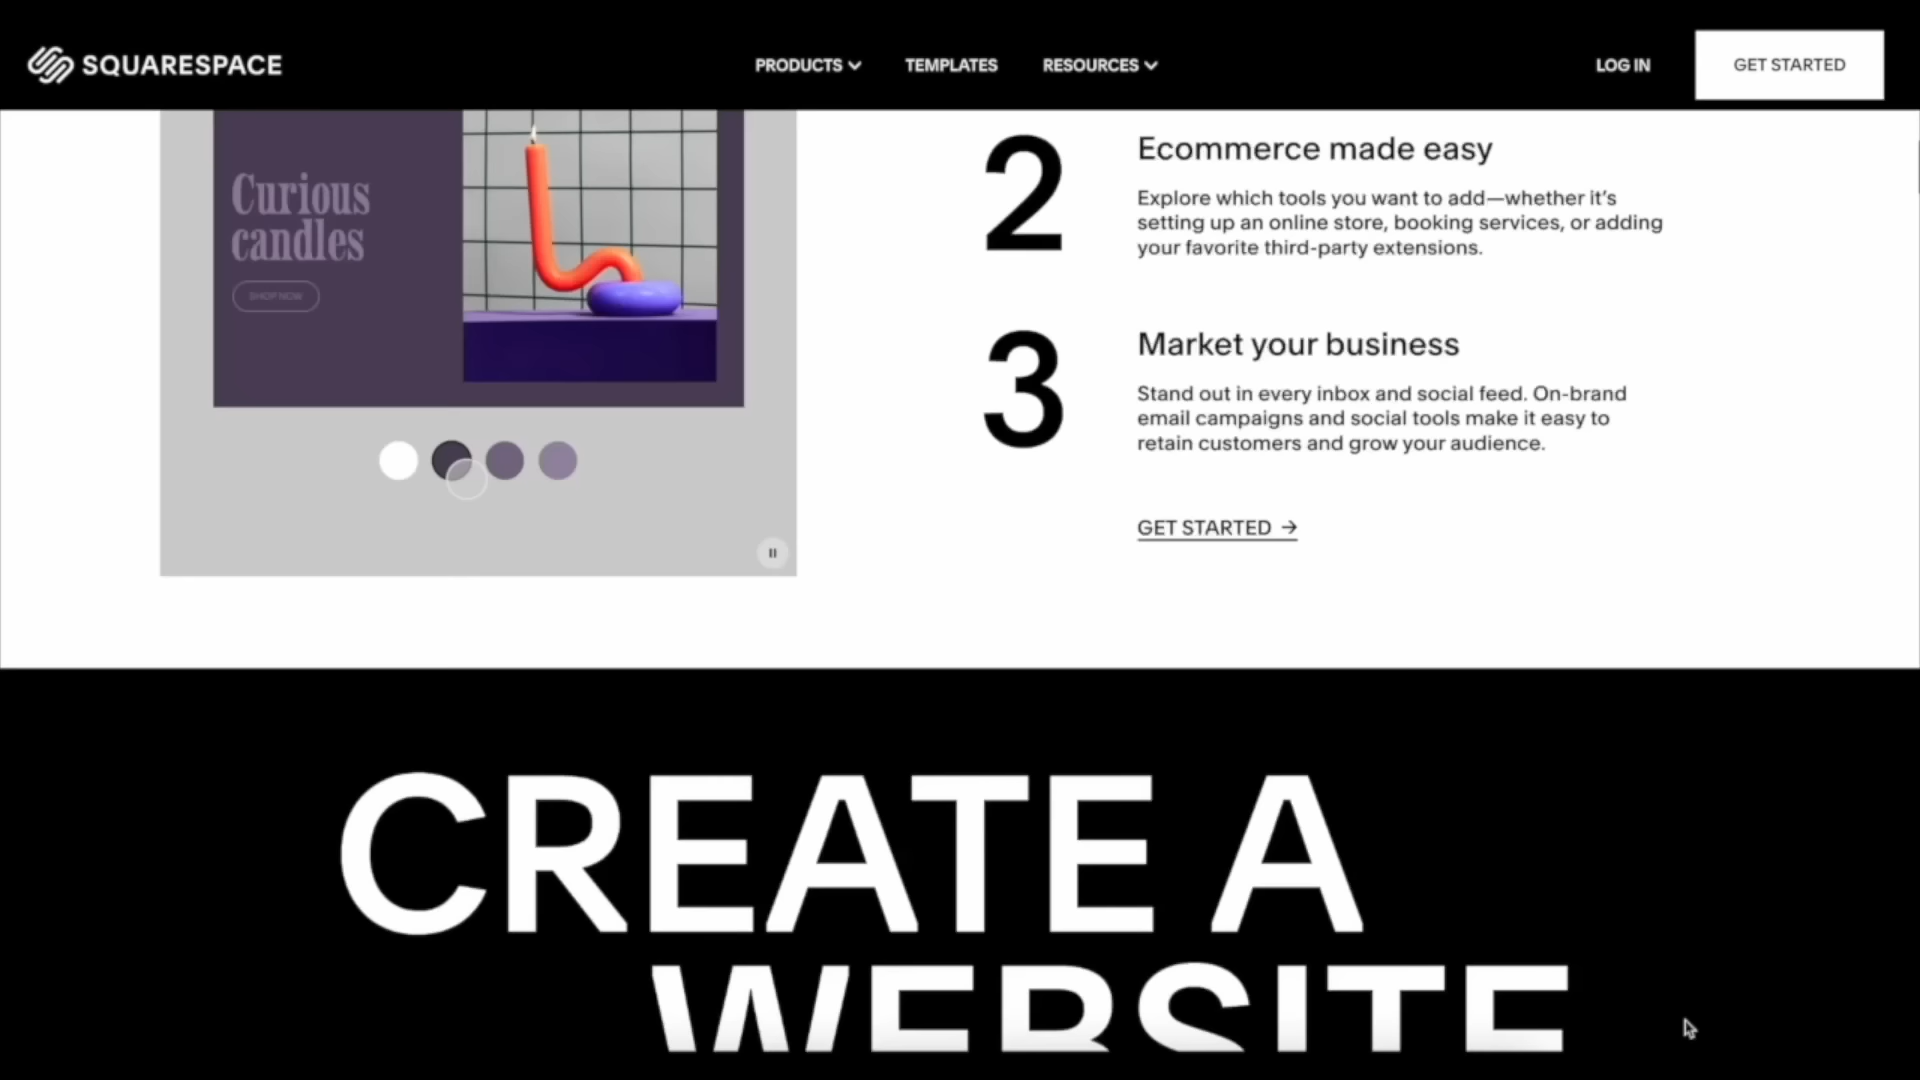 SQUARESPACE
PRODUCTS
TEMPLATES
RESOURCES
LOG IN
GET STARTED
Curious
candles
SHOP NOW
2
Ecommerce made easy
Explore which tools you want to add—whether it’s
setting up an online store, booking services, or adding
your favorite third-party extensions.
3
Market your business
Stand out in every inbox and social feed. On-brand
email campaigns and social tools make it easy to
retain customers and grow your audience.
GET STARTED →
CREATE A
WEBSITE